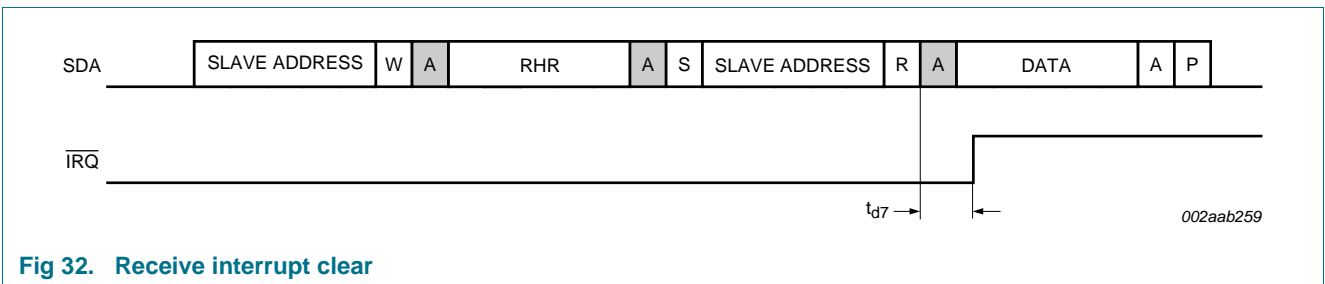 SDA SLAVE ADDRESS W A RHR A S SLAVE ADDRESS R A DATA A P
IRQ
td7
002aab259
Fig 32. Receive interrupt clear